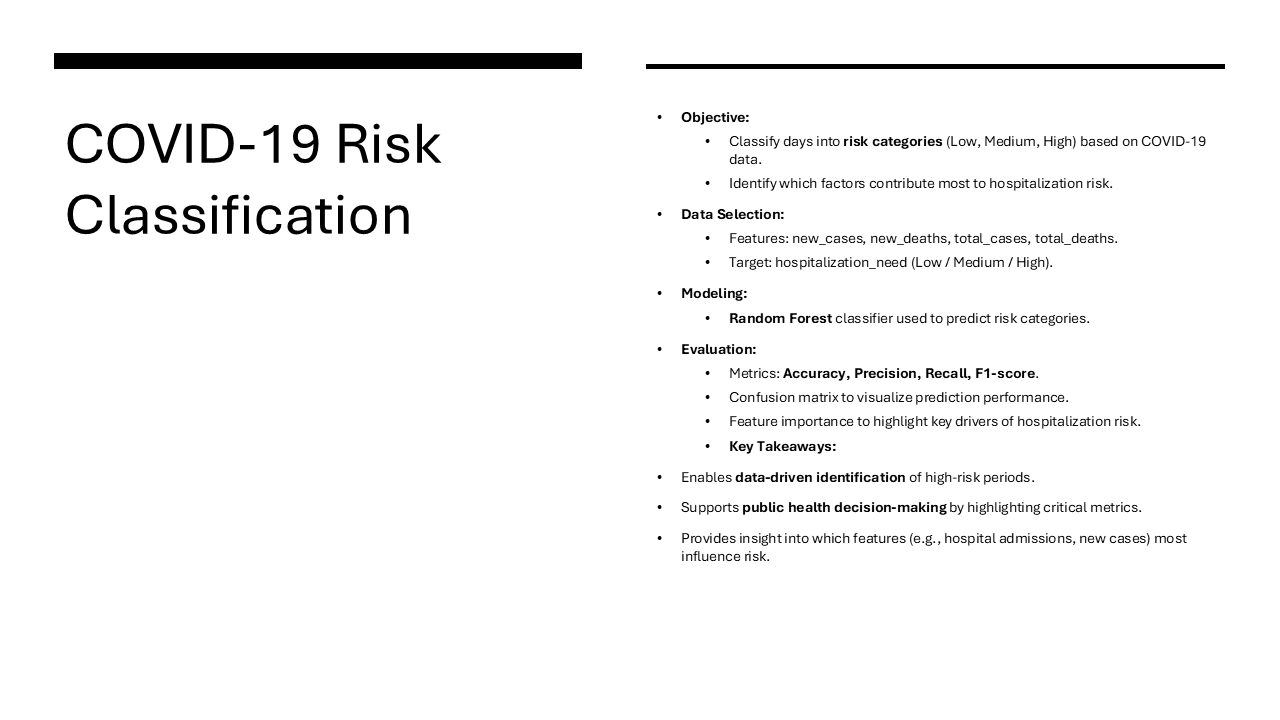 COVID-19 Risk
Classification
• Objective:
• Classify days into risk categories (Low, Medium, High) based on COVID-19
data.
• Identify which factors contribute most to hospitalization risk.
• Data Selection:
• Features: new_cases, new_deaths, total_cases, total_deaths.
• Target: hospitalization_need (Low / Medium / High).
• Modeling:
• Random Forest classifier used to predict risk categories.
• Evaluation:
• Metrics: Accuracy, Precision, Recall, F1-score.
• Confusion matrix to visualize prediction performance.
• Feature importance to highlight key drivers of hospitalization risk.
• Key Takeaways:
• Enables data-driven identification of high-risk periods.
• Supports public health decision-making by highlighting critical metrics.
• Provides insight into which features (e.g., hospital admissions, new cases) most
influence risk.